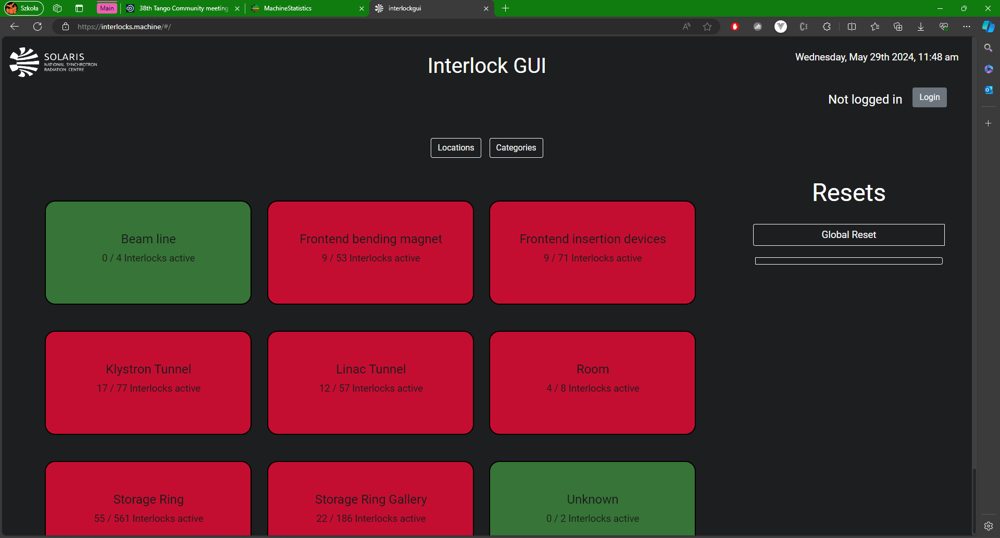 Szkoła
Main
38th Tango Community meeting
MachineStatistics
interlockgui
https://interlocks.machine/#/
SOLARIS
NATIONAL SYNCHROTRON
RADIATION CENTRE
Interlock GUI
Wednesday, May 29th 2024, 11:48 am
Not logged in
Login
Locations
Categories
Resets
Global Reset
Beam line
0 / 4 Interlocks active
Frontend bending magnet
9 / 53 Interlocks active
Frontend insertion devices
9 / 71 Interlocks active
Klystron Tunnel
17 / 77 Interlocks active
Linac Tunnel
12 / 57 Interlocks active
Room
4 / 8 Interlocks active
Storage Ring
55 / 561 Interlocks active
Storage Ring Gallery
22 / 186 Interlocks active
Unknown
0 / 2 Interlocks active